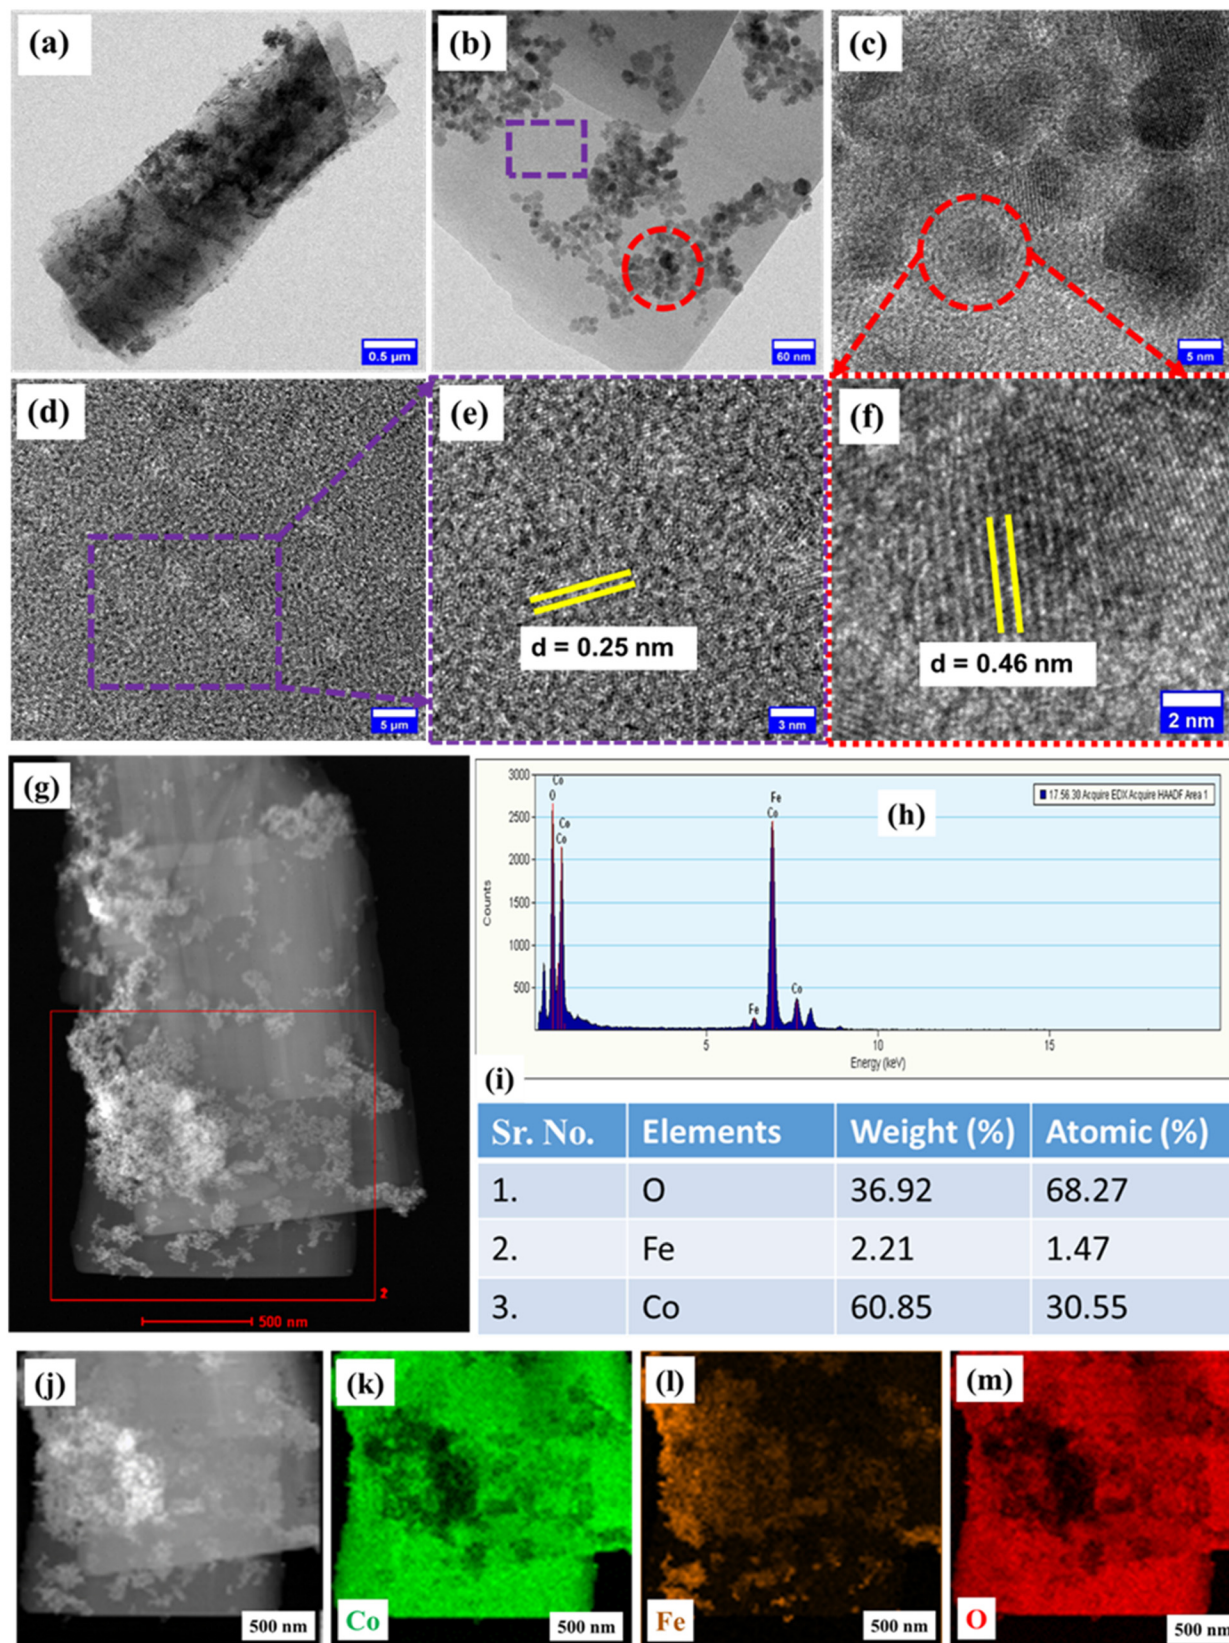 (a)
0.5 µm
(b)
60 nm
(c)
5 nm
(d)
5 µm
(e)
d = 0.25 nm
3 nm
(f)
d = 0.46 nm
2 nm
(g)
2
500 nm
(h)
17.56.30 Acquire EDX Acquire HAADF Area 1
3000
2500
2000
1500
1000
500
Counts
Co
O
Co
Co
Fe
Co
Fe
Co
5
10
15
Energy (keV)
(i)
Sr. No. Elements Weight (%) Atomic (%)
1. O 36.92 68.27
2. Fe 2.21 1.47
3. Co 60.85 30.55
(j)
500 nm
(k)
Co
500 nm
(l)
Fe
500 nm
(m)
O
500 nm